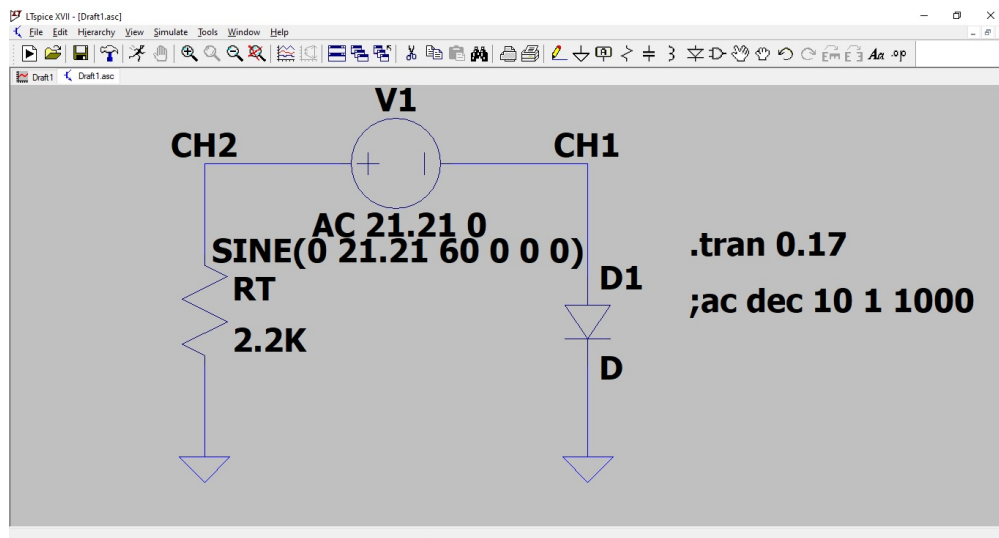 LTspice XVII - [Draft1.asc]
File Edit Hierarchy View Simulate Tools Window Help
Aa .op
Draft1 Draft1.asc
V1
CH2 CH1
AC 21.21 0
SINE(0 21.21 60 0 0 0)
.tran 0.17
RT
D1
;ac dec 10 1 1000
2.2K
D